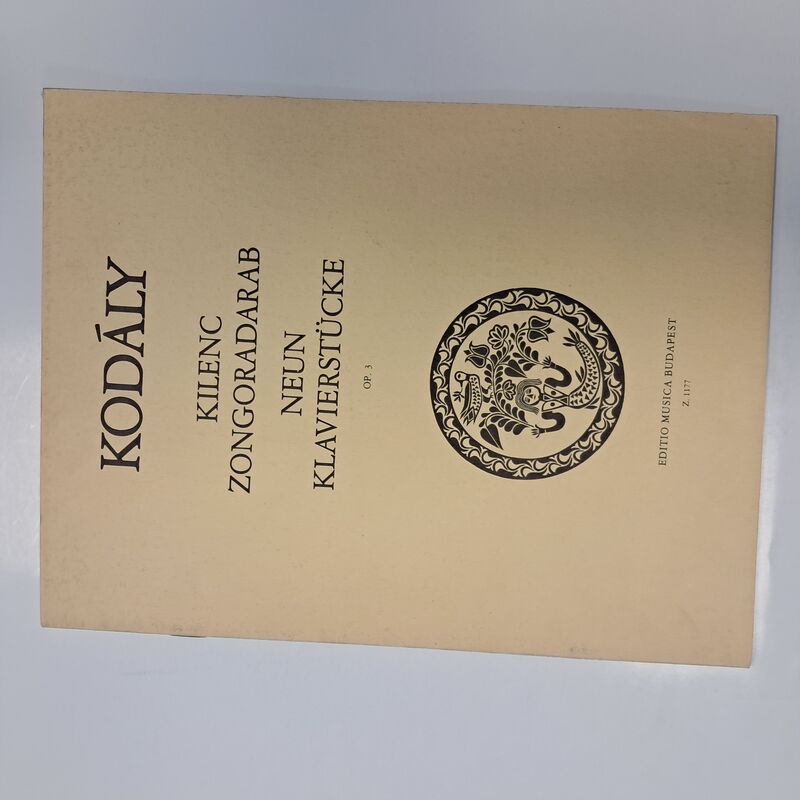 KODÁLY
KILENC
ZONGORADARAB
NEUN
KLAVIERSTÜCKE
OP. 3
EDITIO MUSICA BUDAPEST
Z. 1177